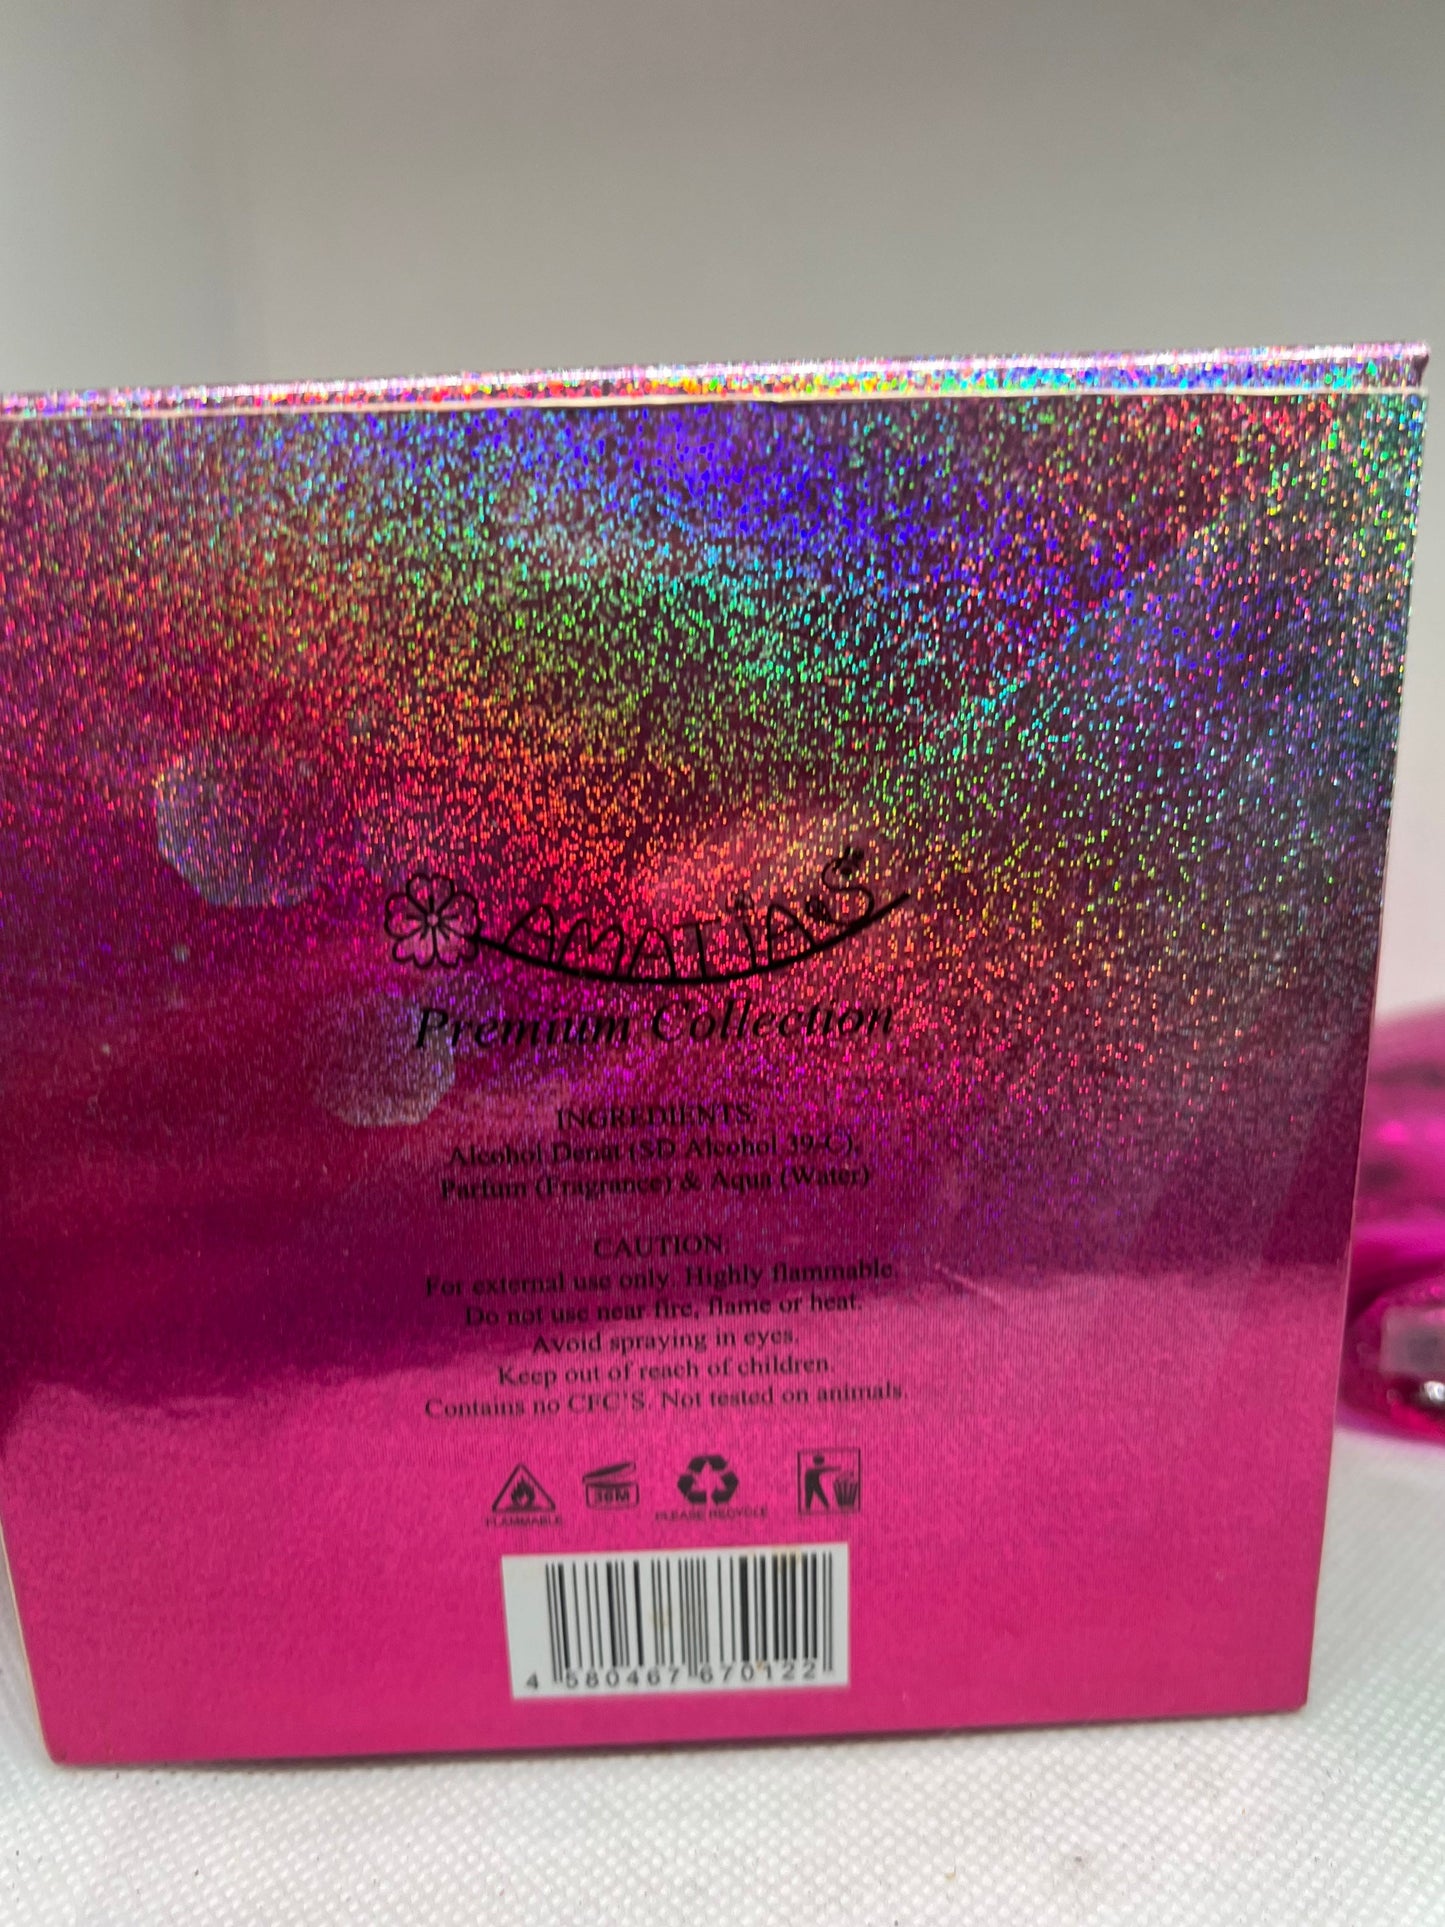 AMATIAS
Premium Collection
INGREDIENTS:
Alcohol Denat (SD Alcohol 39-C),
Parfum (Fragrance) & Aqua (Water)
CAUTION:
For external use only. Highly flammable.
Do not use near fire, flame or heat.
Avoid spraying in eyes.
Keep out of reach of children.
Contains no CFC'S. Not tested on animals.
FLAMMABLE
36M
PLEASE RECYCLE
4 580467 670122